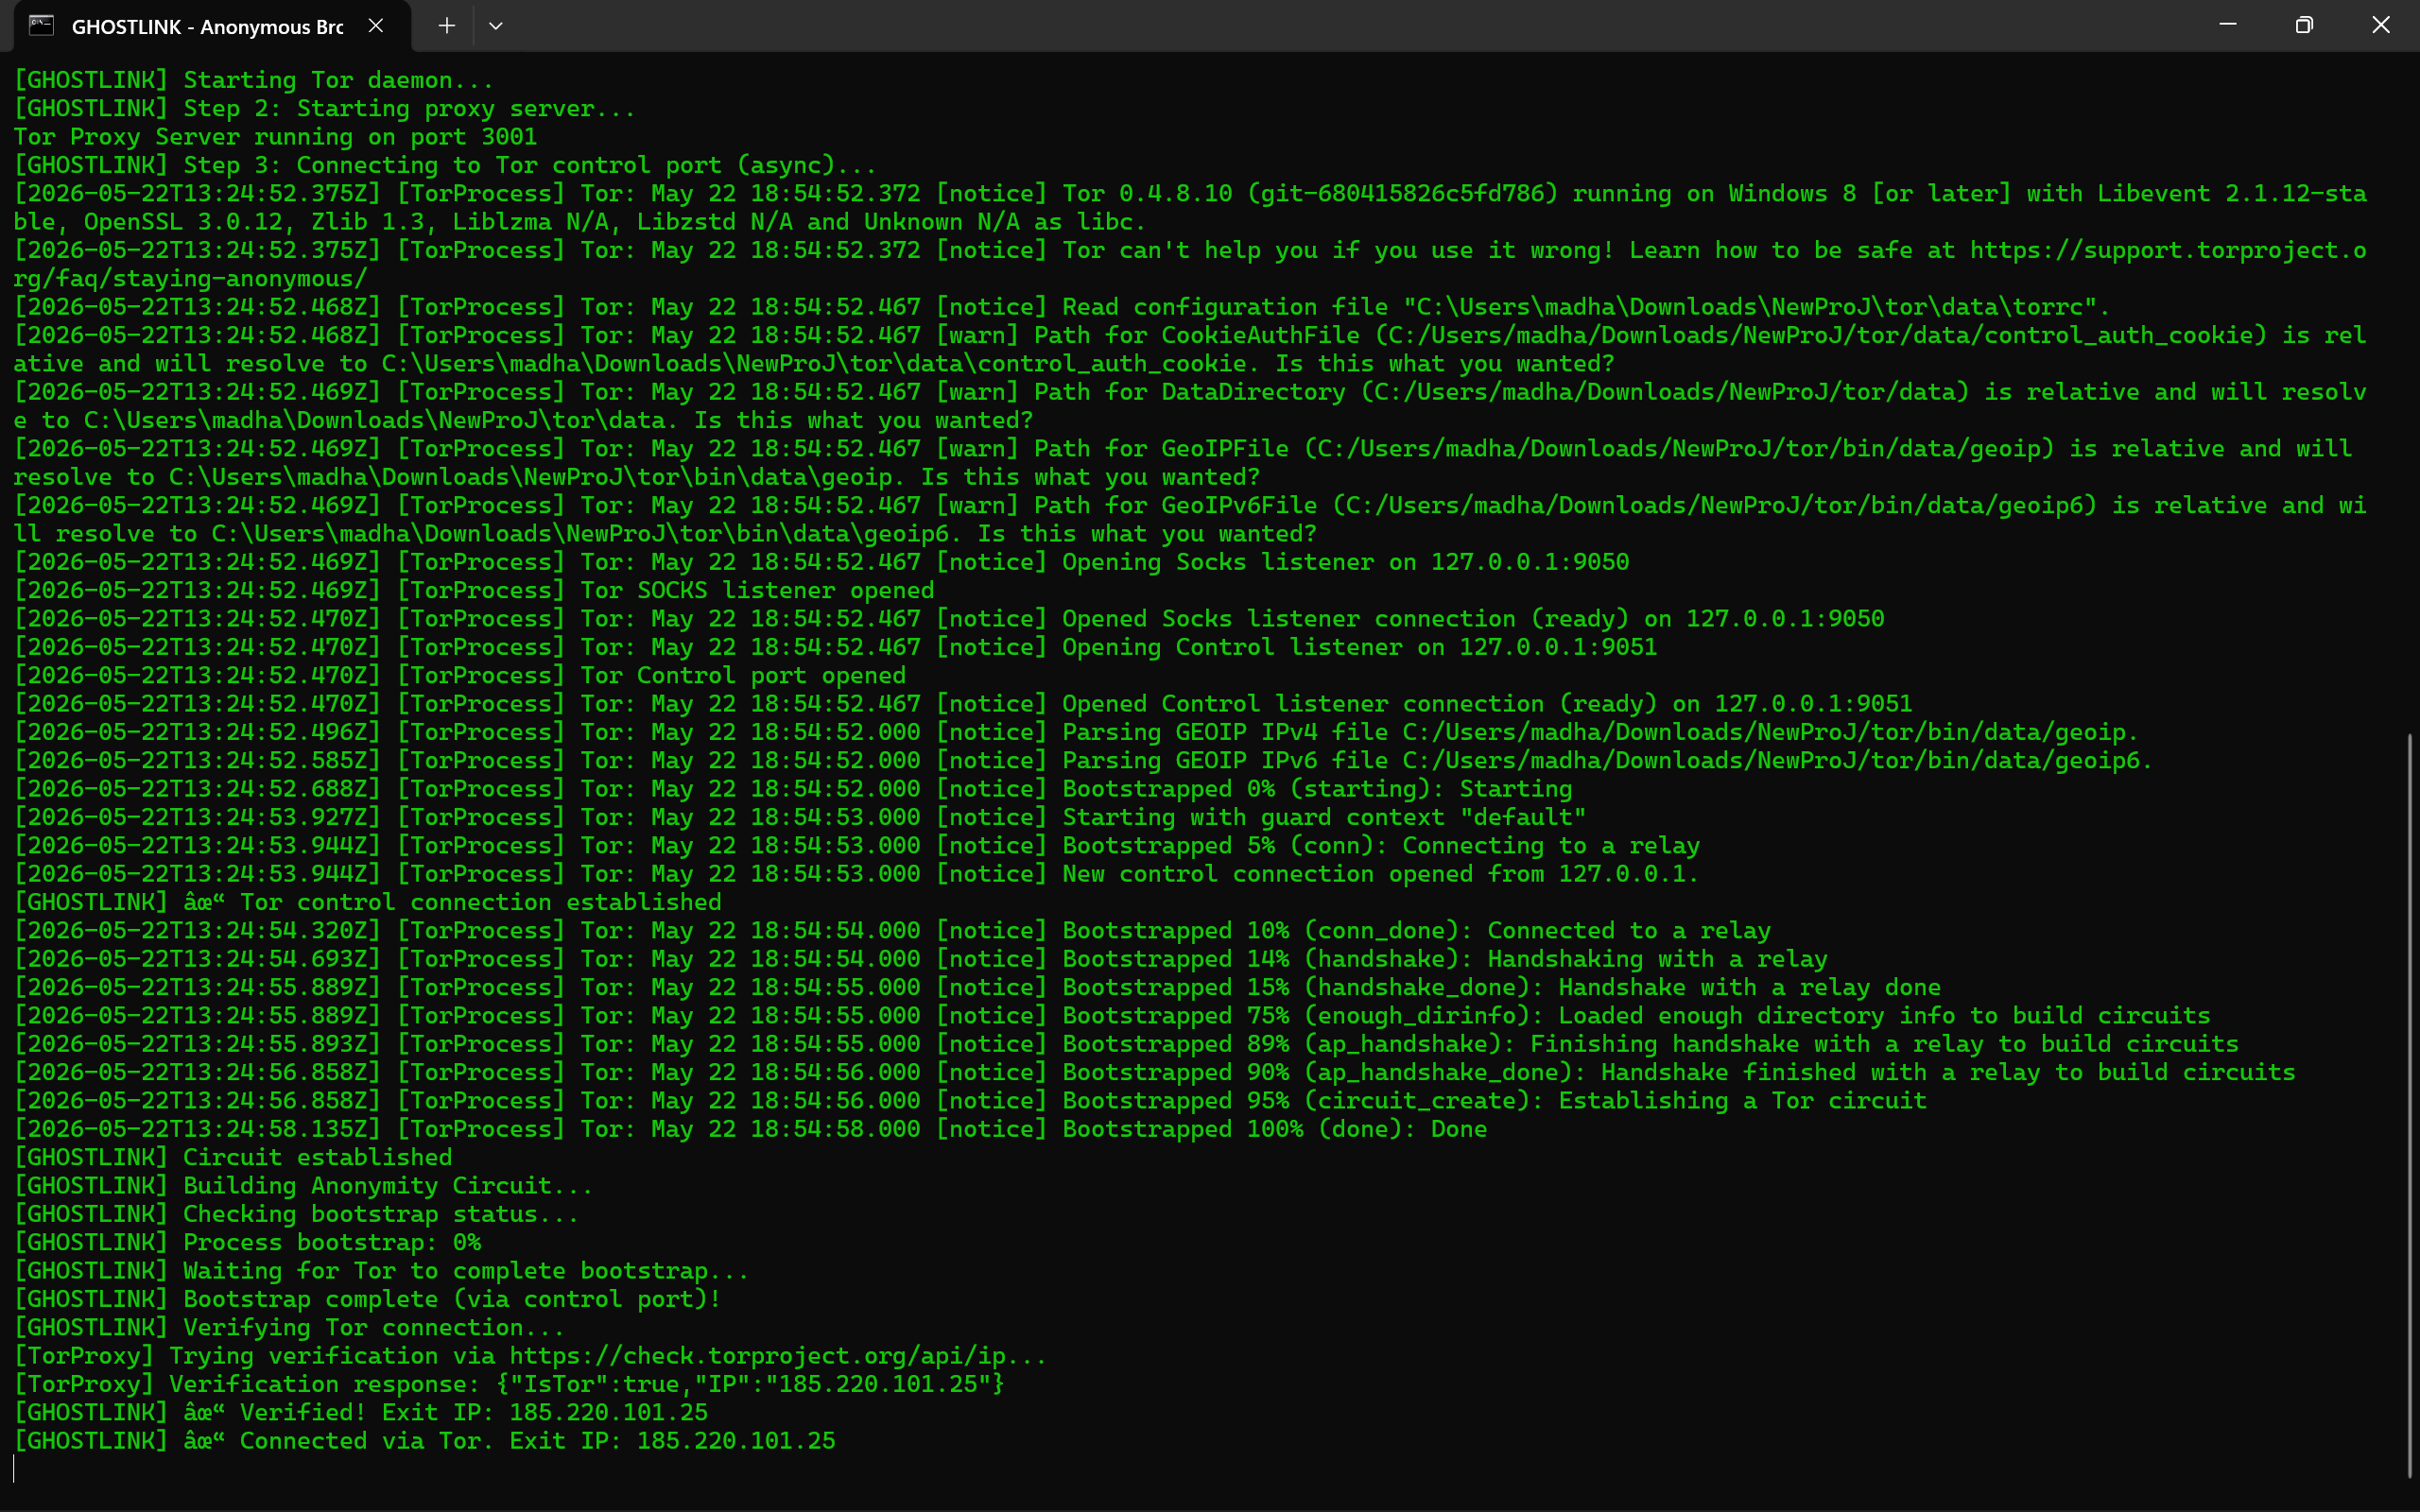 GHOSTLINK - Anonymous Brc
[GHOSTLINK] Starting Tor daemon...
[GHOSTLINK] Step 2: Starting proxy server...
Tor Proxy Server running on port 3001
[GHOSTLINK] Step 3: Connecting to Tor control port (async)...
[2026-05-22T13:24:52.375Z] [TorProcess] Tor: May 22 18:54:52.372 [notice] Tor 0.4.8.10 (git-680415826c5fd786) running on Windows 8 [or later] with Libevent 2.1.12-sta
ble, OpenSSL 3.0.12, Zlib 1.3, Liblzma N/A, Libzstd N/A and Unknown N/A as libc.
[2026-05-22T13:24:52.375Z] [TorProcess] Tor: May 22 18:54:52.372 [notice] Tor can't help you if you use it wrong! Learn how to be safe at https://support.torproject.o
rg/faq/staying-anonymous/
[2026-05-22T13:24:52.468Z] [TorProcess] Tor: May 22 18:54:52.467 [notice] Read configuration file "C:\Users\madha\Downloads\NewProJ\tor\data\torrc".
[2026-05-22T13:24:52.468Z] [TorProcess] Tor: May 22 18:54:52.467 [warn] Path for CookieAuthFile (C:/Users/madha/Downloads/NewProJ/tor/data/control_auth_cookie) is rel
ative and will resolve to C:\Users\madha\Downloads\NewProJ\tor\data\control_auth_cookie. Is this what you wanted?
[2026-05-22T13:24:52.469Z] [TorProcess] Tor: May 22 18:54:52.467 [warn] Path for DataDirectory (C:/Users/madha/Downloads/NewProJ/tor/data) is relative and will resolv
e to C:\Users\madha\Downloads\NewProJ\tor\data. Is this what you wanted?
[2026-05-22T13:24:52.469Z] [TorProcess] Tor: May 22 18:54:52.467 [warn] Path for GeoIPFile (C:/Users/madha/Downloads/NewProJ/tor/bin/data/geoip) is relative and will
resolve to C:\Users\madha\Downloads\NewProJ\tor\bin\data\geoip. Is this what you wanted?
[2026-05-22T13:24:52.469Z] [TorProcess] Tor: May 22 18:54:52.467 [warn] Path for GeoIPv6File (C:/Users/madha/Downloads/NewProJ/tor/bin/data/geoip6) is relative and wi
ll resolve to C:\Users\madha\Downloads\NewProJ\tor\bin\data\geoip6. Is this what you wanted?
[2026-05-22T13:24:52.469Z] [TorProcess] Tor: May 22 18:54:52.467 [notice] Opening Socks listener on 127.0.0.1:9050
[2026-05-22T13:24:52.469Z] [TorProcess] Tor SOCKS listener opened
[2026-05-22T13:24:52.470Z] [TorProcess] Tor: May 22 18:54:52.467 [notice] Opened Socks listener connection (ready) on 127.0.0.1:9050
[2026-05-22T13:24:52.470Z] [TorProcess] Tor: May 22 18:54:52.467 [notice] Opening Control listener on 127.0.0.1:9051
[2026-05-22T13:24:52.470Z] [TorProcess] Tor Control port opened
[2026-05-22T13:24:52.470Z] [TorProcess] Tor: May 22 18:54:52.467 [notice] Opened Control listener connection (ready) on 127.0.0.1:9051
[2026-05-22T13:24:52.496Z] [TorProcess] Tor: May 22 18:54:52.000 [notice] Parsing GEOIP IPv4 file C:/Users/madha/Downloads/NewProJ/tor/bin/data/geoip.
[2026-05-22T13:24:52.585Z] [TorProcess] Tor: May 22 18:54:52.000 [notice] Parsing GEOIP IPv6 file C:/Users/madha/Downloads/NewProJ/tor/bin/data/geoip6.
[2026-05-22T13:24:52.688Z] [TorProcess] Tor: May 22 18:54:52.000 [notice] Bootstrapped 0% (starting): Starting
[2026-05-22T13:24:53.927Z] [TorProcess] Tor: May 22 18:54:53.000 [notice] Starting with guard context "default"
[2026-05-22T13:24:53.944Z] [TorProcess] Tor: May 22 18:54:53.000 [notice] Bootstrapped 5% (conn): Connecting to a relay
[2026-05-22T13:24:53.944Z] [TorProcess] Tor: May 22 18:54:53.000 [notice] New control connection opened from 127.0.0.1.
[GHOSTLINK] âœ“ Tor control connection established
[2026-05-22T13:24:54.320Z] [TorProcess] Tor: May 22 18:54:54.000 [notice] Bootstrapped 10% (conn_done): Connected to a relay
[2026-05-22T13:24:54.693Z] [TorProcess] Tor: May 22 18:54:54.000 [notice] Bootstrapped 14% (handshake): Handshaking with a relay
[2026-05-22T13:24:55.889Z] [TorProcess] Tor: May 22 18:54:55.000 [notice] Bootstrapped 15% (handshake_done): Handshake with a relay done
[2026-05-22T13:24:55.889Z] [TorProcess] Tor: May 22 18:54:55.000 [notice] Bootstrapped 75% (enough_dirinfo): Loaded enough directory info to build circuits
[2026-05-22T13:24:55.893Z] [TorProcess] Tor: May 22 18:54:55.000 [notice] Bootstrapped 89% (ap_handshake): Finishing handshake with a relay to build circuits
[2026-05-22T13:24:56.858Z] [TorProcess] Tor: May 22 18:54:56.000 [notice] Bootstrapped 90% (ap_handshake_done): Handshake finished with a relay to build circuits
[2026-05-22T13:24:56.858Z] [TorProcess] Tor: May 22 18:54:56.000 [notice] Bootstrapped 95% (circuit_create): Establishing a Tor circuit
[2026-05-22T13:24:58.135Z] [TorProcess] Tor: May 22 18:54:58.000 [notice] Bootstrapped 100% (done): Done
[GHOSTLINK] Circuit established
[GHOSTLINK] Building Anonymity Circuit...
[GHOSTLINK] Checking bootstrap status...
[GHOSTLINK] Process bootstrap: 0%
[GHOSTLINK] Waiting for Tor to complete bootstrap...
[GHOSTLINK] Bootstrap complete (via control port)!
[GHOSTLINK] Verifying Tor connection...
[TorProxy] Trying verification via https://check.torproject.org/api/ip...
[TorProxy] Verification response: {"IsTor":true,"IP":"185.220.101.25"}
[GHOSTLINK] âœ“ Verified! Exit IP: 185.220.101.25
[GHOSTLINK] âœ“ Connected via Tor. Exit IP: 185.220.101.25